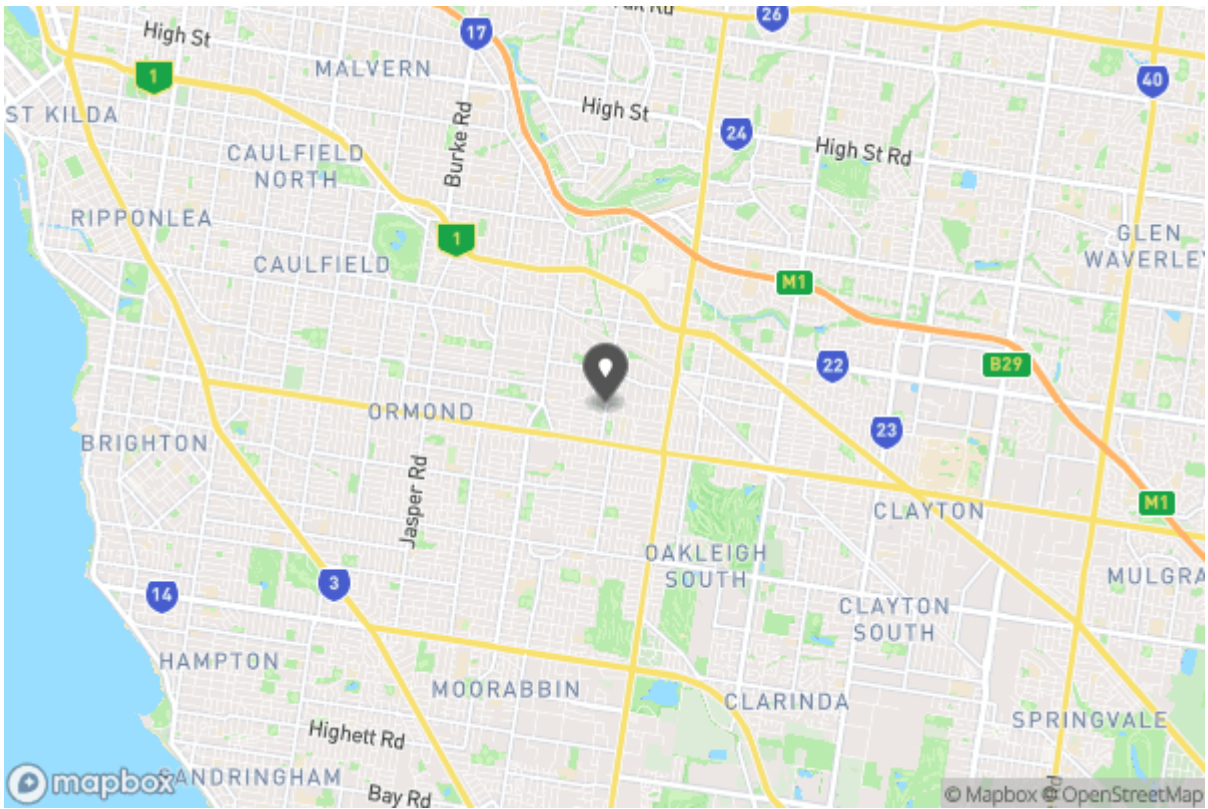 26
17
High St
MALVERN
1
40
ST KILDA
High St
24
Burke Rd
High St Rd
CAULFIELD
NORTH
RIPPONLEA
GLEN
WAVERLEY
1
CAULFIELD
M1
22
B29
ORMOND
23
BRIGHTON
Jasper Rd
M1
CLAYTON
OAKLEIGH
SOUTH
3
14
MULGRA
CLAYTON
SOUTH
HAMPTON
MOORABBIN
CLARINDA
SPRINGVALE
Highett Rd
mapbox
SANDRINGHAM
Bay Rd
© Mapbox © OpenStreetMap